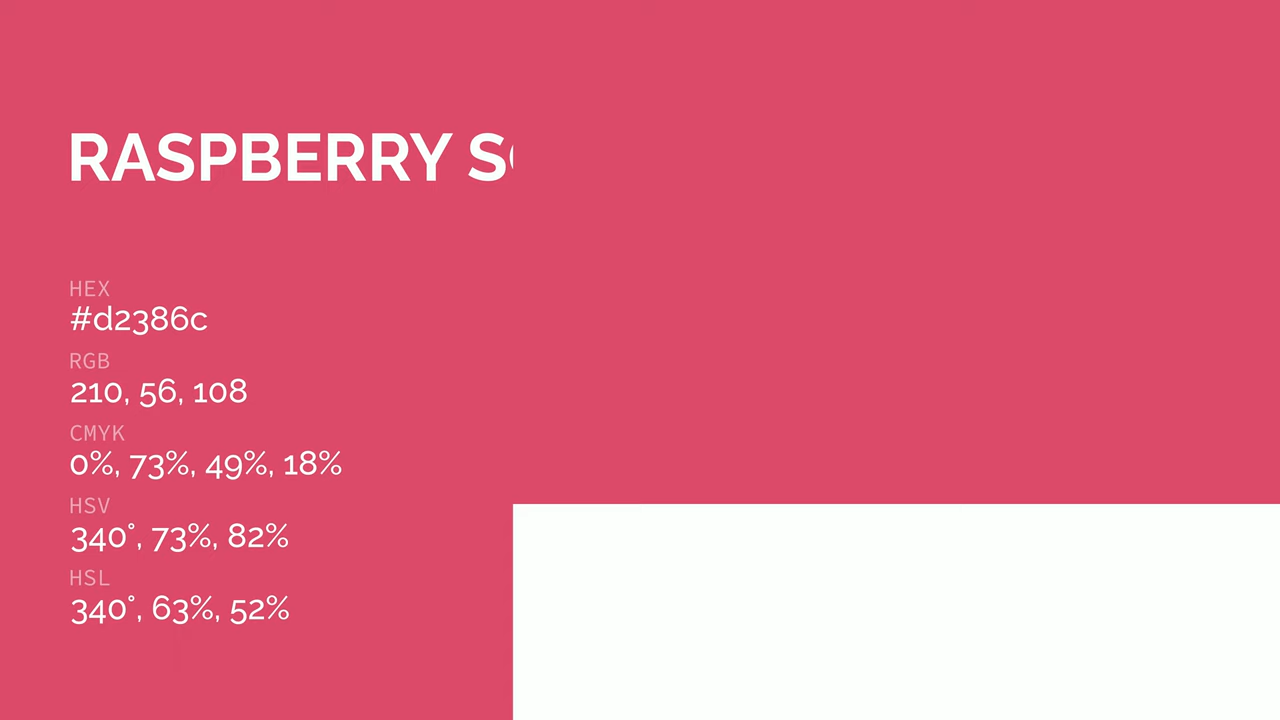 RASPBERRY
HEX
#d2386c
RGB
210, 56, 108
CMYK
0%, 73%, 49%, 18%
HSV
340°, 73%, 82%
HSL
340°, 63%, 52%